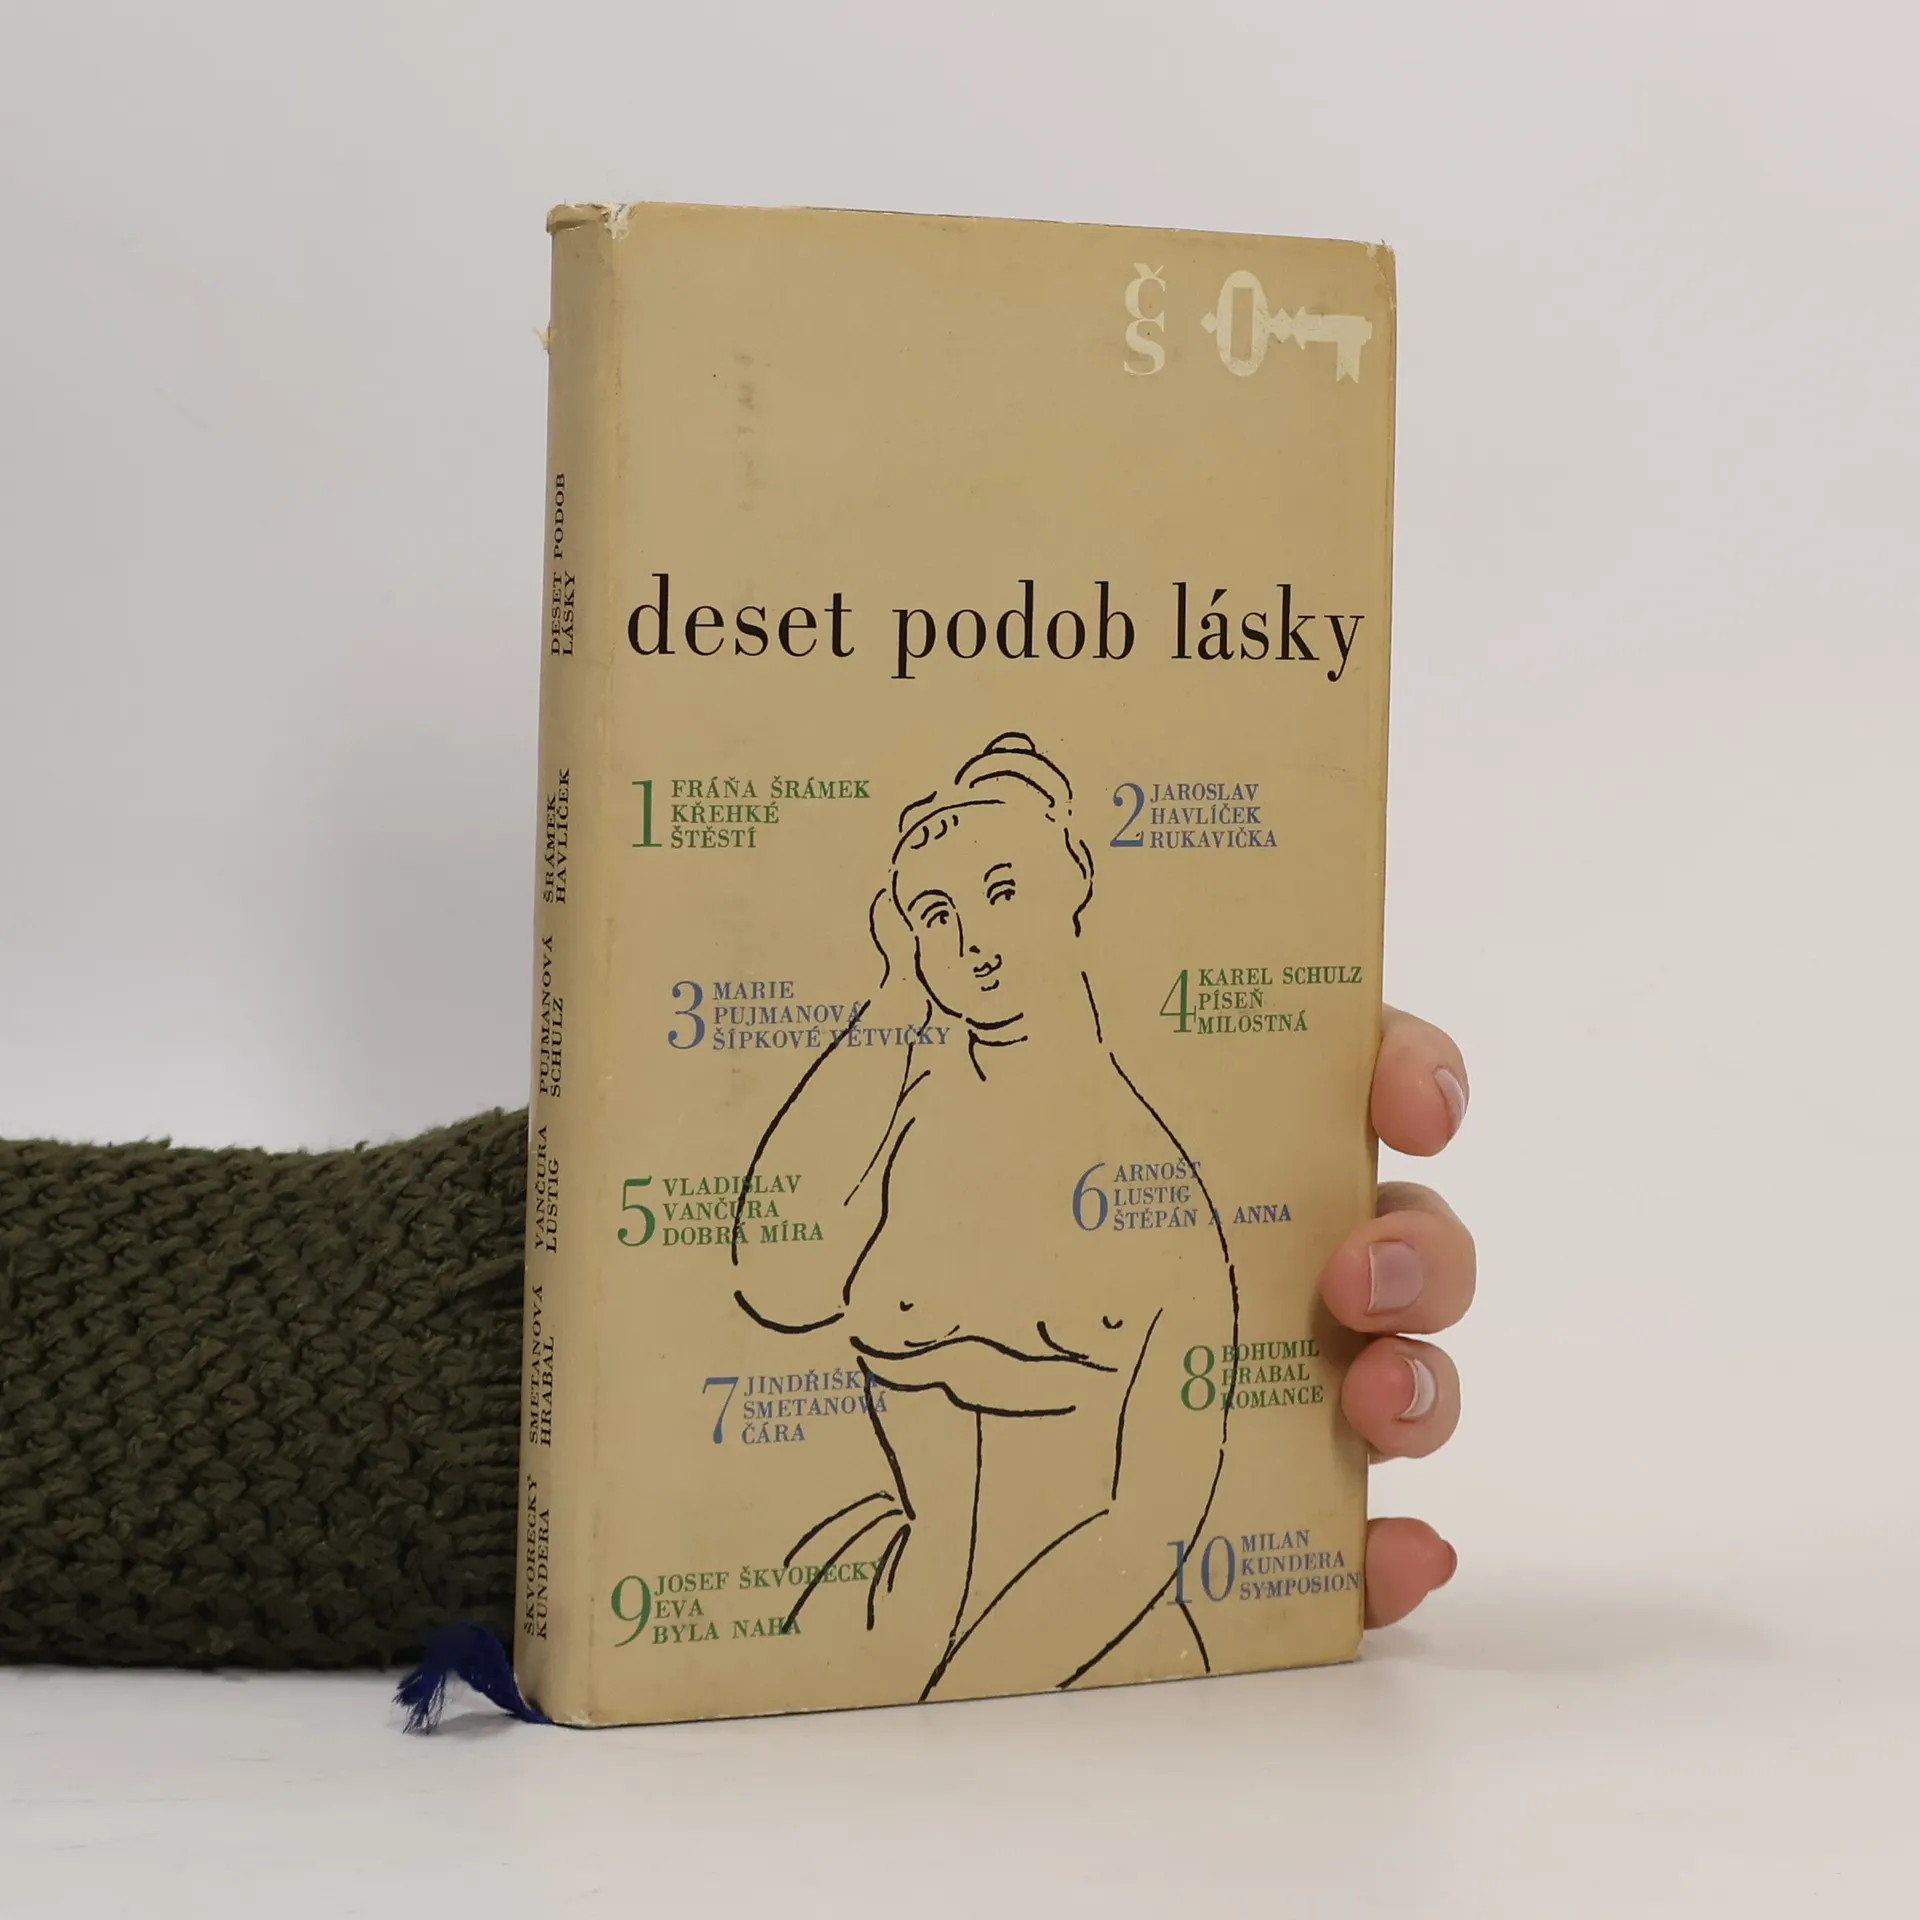 Č
S
deset podob lásky
1 FRÁŇA ŠRÁMEK
KŘEHKÉ
ŠTĚSTÍ
2 JAROSLAV
HAVLÍČEK
RUKAVIČKA
3 MARIE
PUJMANOVÁ
ŠÍPKOVÉ VĚTVIČKY
4 KAREL SCHULZ
PÍSEŇ
MILOSTNÁ
5 VLADISLAV
VANČURA
DOBRÁ MÍRA
6 ARNOŠT
LUSTIG
ŠTĚPÁN A ANNA
7 JINDŘIŠKA
SMETANOVÁ
ČÁRA
8 BOHUMIL
HRABAL
ROMANCE
9 JOSEF ŠKVORECKÝ
EVA
BYLA NAHÁ
10 MILAN
KUNDERA
SYMPOSION
DESET PODOB
LÁSKY
ŠRÁMEK
HAVLÍČEK
PUJMANOVÁ
SCHULZ
VANČURA
LUSTIG
SMETANOVÁ
HRABAL
ŠKVORECKÝ
KUNDERA